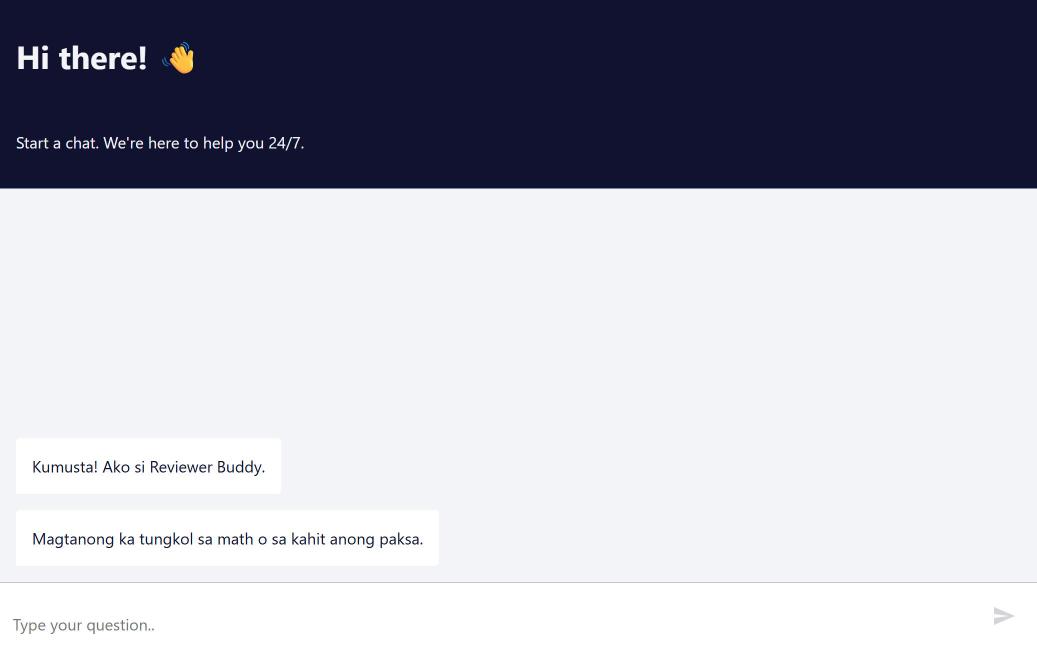 Hi there! 👋
Start a chat. We're here to help you 24/7.
Kumusta! Ako si Reviewer Buddy.
Magtanong ka tungkol sa math o sa kahit anong paksa.
Type your question..